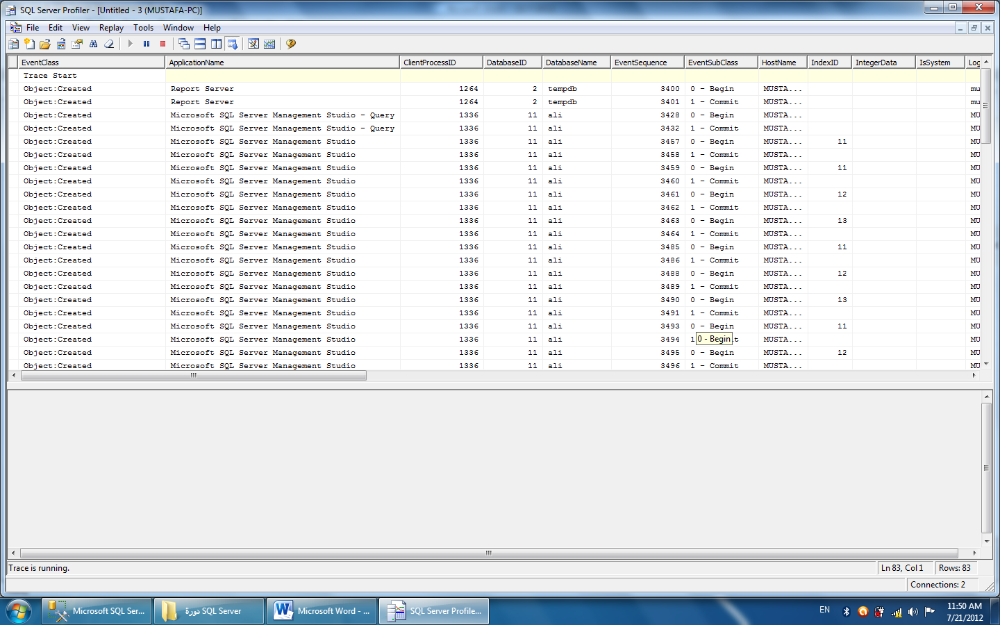 SQL Server Profiler - [Untitled - 3 (MUSTAFA-PC)]
File Edit View Replay Tools Window Help
EventClass ApplicationName ClientProcessID DatabaseID DatabaseName EventSequence EventSubClass HostName IndexID IntegerData IsSystem Log
Trace Start
Object:Created Report Server 1264 2 tempdb 3400 0 - Begin MUSTA... mu
Object:Created Report Server 1264 2 tempdb 3401 1 - Commit MUSTA... mu
Object:Created Microsoft SQL Server Management Studio - Query 1336 11 ali 3428 0 - Begin MUSTA... MU
Object:Created Microsoft SQL Server Management Studio - Query 1336 11 ali 3432 1 - Commit MUSTA... MU
Object:Created Microsoft SQL Server Management Studio 1336 11 ali 3457 0 - Begin MUSTA... 11 MU
Object:Created Microsoft SQL Server Management Studio 1336 11 ali 3458 1 - Commit MUSTA... MU
Object:Created Microsoft SQL Server Management Studio 1336 11 ali 3459 0 - Begin MUSTA... 11 MU
Object:Created Microsoft SQL Server Management Studio 1336 11 ali 3460 1 - Commit MUSTA... MU
Object:Created Microsoft SQL Server Management Studio 1336 11 ali 3461 0 - Begin MUSTA... 12 MU
Object:Created Microsoft SQL Server Management Studio 1336 11 ali 3462 1 - Commit MUSTA... MU
Object:Created Microsoft SQL Server Management Studio 1336 11 ali 3463 0 - Begin MUSTA... 13 MU
Object:Created Microsoft SQL Server Management Studio 1336 11 ali 3464 1 - Commit MUSTA... MU
Object:Created Microsoft SQL Server Management Studio 1336 11 ali 3485 0 - Begin MUSTA... 11 MU
Object:Created Microsoft SQL Server Management Studio 1336 11 ali 3486 1 - Commit MUSTA... MU
Object:Created Microsoft SQL Server Management Studio 1336 11 ali 3488 0 - Begin MUSTA... 12 MU
Object:Created Microsoft SQL Server Management Studio 1336 11 ali 3489 1 - Commit MUSTA... MU
Object:Created Microsoft SQL Server Management Studio 1336 11 ali 3490 0 - Begin MUSTA... 13 MU
Object:Created Microsoft SQL Server Management Studio 1336 11 ali 3491 1 - Commit MUSTA... MU
Object:Created Microsoft SQL Server Management Studio 1336 11 ali 3493 0 - Begin MUSTA... 11 MU
Object:Created Microsoft SQL Server Management Studio 1336 11 ali 3494 1 0 - Begin t MUSTA... MU
Object:Created Microsoft SQL Server Management Studio 1336 11 ali 3495 0 - Begin MUSTA... 12 MU
Object:Created Microsoft SQL Server Management Studio 1336 11 ali 3496 1 - Commit MUSTA... MU
Trace is running. Ln 83, Col 1 Rows: 83
Connections: 2
Microsoft SQL Ser... دورة SQL Server Microsoft Word - ... SQL Server Profile... EN 11:50 AM
7/21/2012